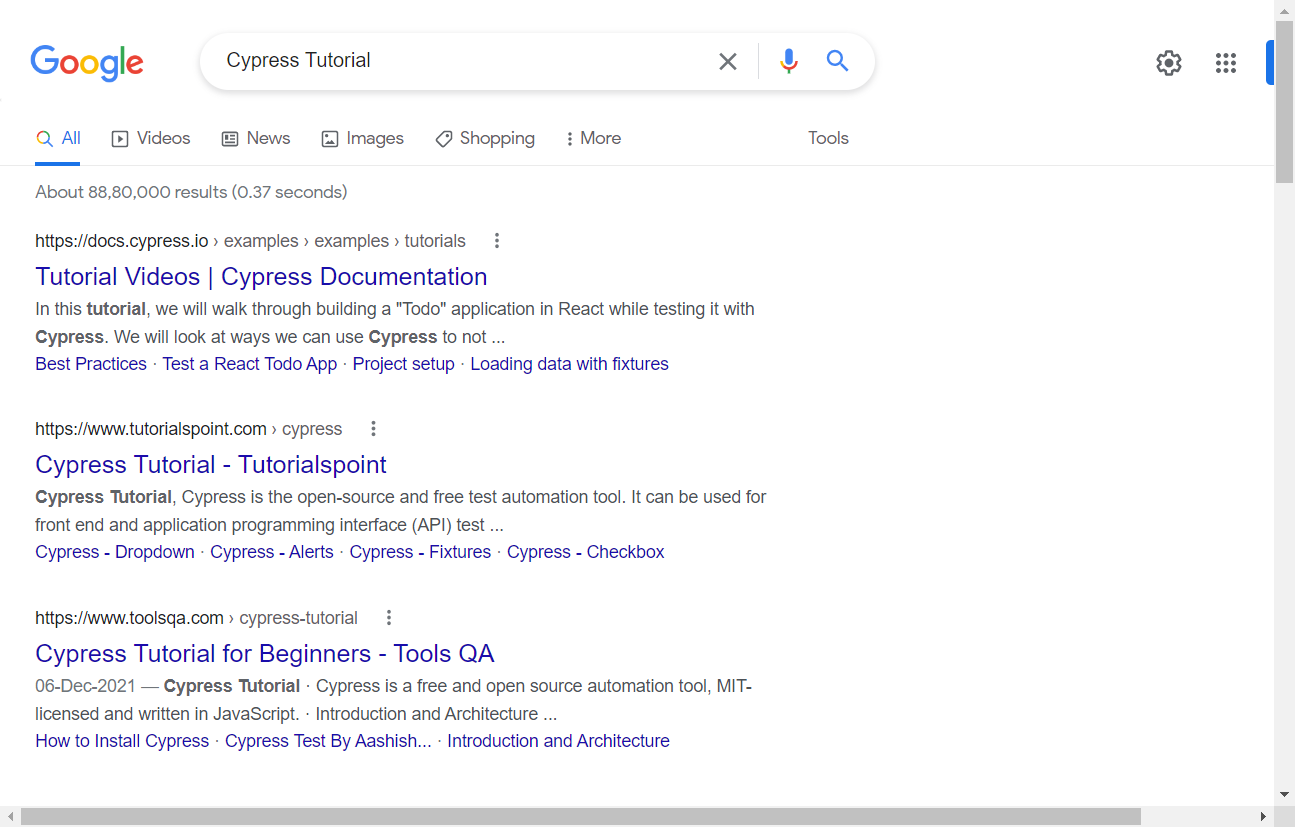 Google
Cypress Tutorial
All Videos News Images Shopping More Tools
About 88,80,000 results (0.37 seconds)
https://docs.cypress.io › examples › examples › tutorials
Tutorial Videos | Cypress Documentation
In this tutorial, we will walk through building a "Todo" application in React while testing it with
Cypress. We will look at ways we can use Cypress to not ...
Best Practices · Test a React Todo App · Project setup · Loading data with fixtures
https://www.tutorialspoint.com › cypress
Cypress Tutorial - Tutorialspoint
Cypress Tutorial, Cypress is the open-source and free test automation tool. It can be used for
front end and application programming interface (API) test ...
Cypress - Dropdown · Cypress - Alerts · Cypress - Fixtures · Cypress - Checkbox
https://www.toolsqa.com › cypress-tutorial
Cypress Tutorial for Beginners - Tools QA
06-Dec-2021 — Cypress Tutorial · Cypress is a free and open source automation tool, MIT-
licensed and written in JavaScript. · Introduction and Architecture ...
How to Install Cypress · Cypress Test By Aashish... · Introduction and Architecture